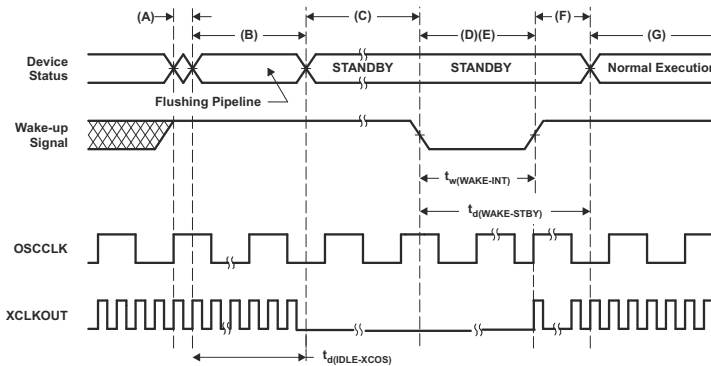 (A)
(B)
(C)
(D)(E)
(F)
(G)
Device
Status
STANDBY
STANDBY
Normal Execution
Flushing Pipeline
Wake-up
Signal
tw(WAKE-INT)
td(WAKE-STBY)
OSCCLK
XCLKOUT
td(IDLE-XCOS)